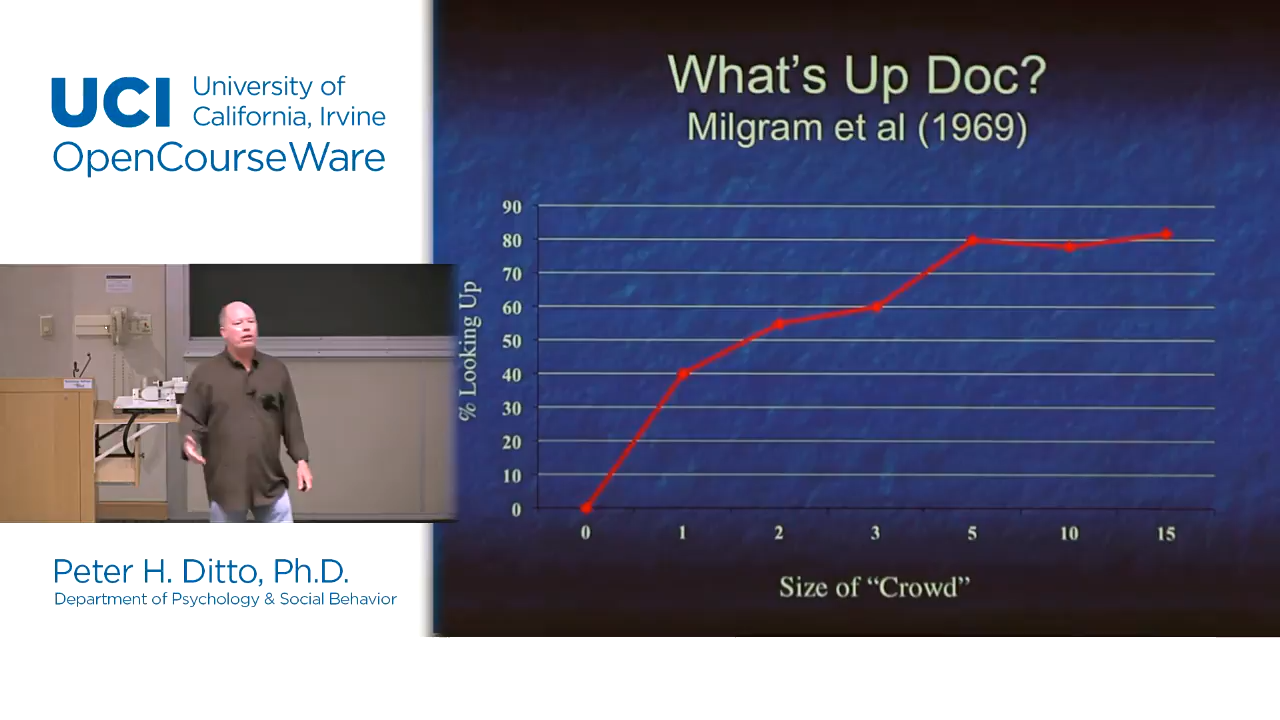 UCI University of
California, Irvine
OpenCourseWare
What's Up Doc?
Milgram et al (1969)
90
80
70
60
50
40
30
20
10
0
% Looking Up
0 1 2 3 5 10 15
Size of “Crowd”
Peter H. Ditto, Ph.D.
Department of Psychology & Social Behavior